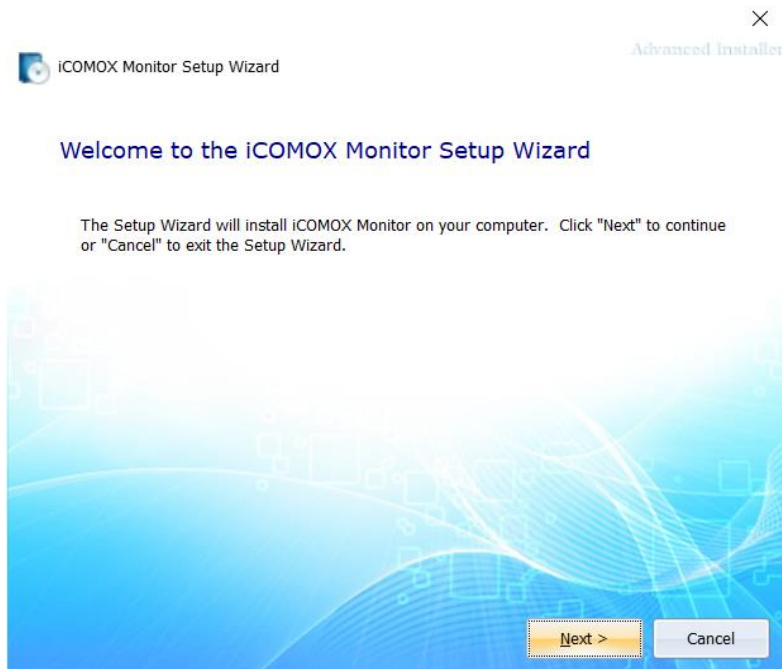 Advanced Installer
iCOMOX Monitor Setup Wizard
Welcome to the iCOMOX Monitor Setup Wizard
The Setup Wizard will install iCOMOX Monitor on your computer.  Click "Next" to continue
or "Cancel" to exit the Setup Wizard.
Next >
Cancel